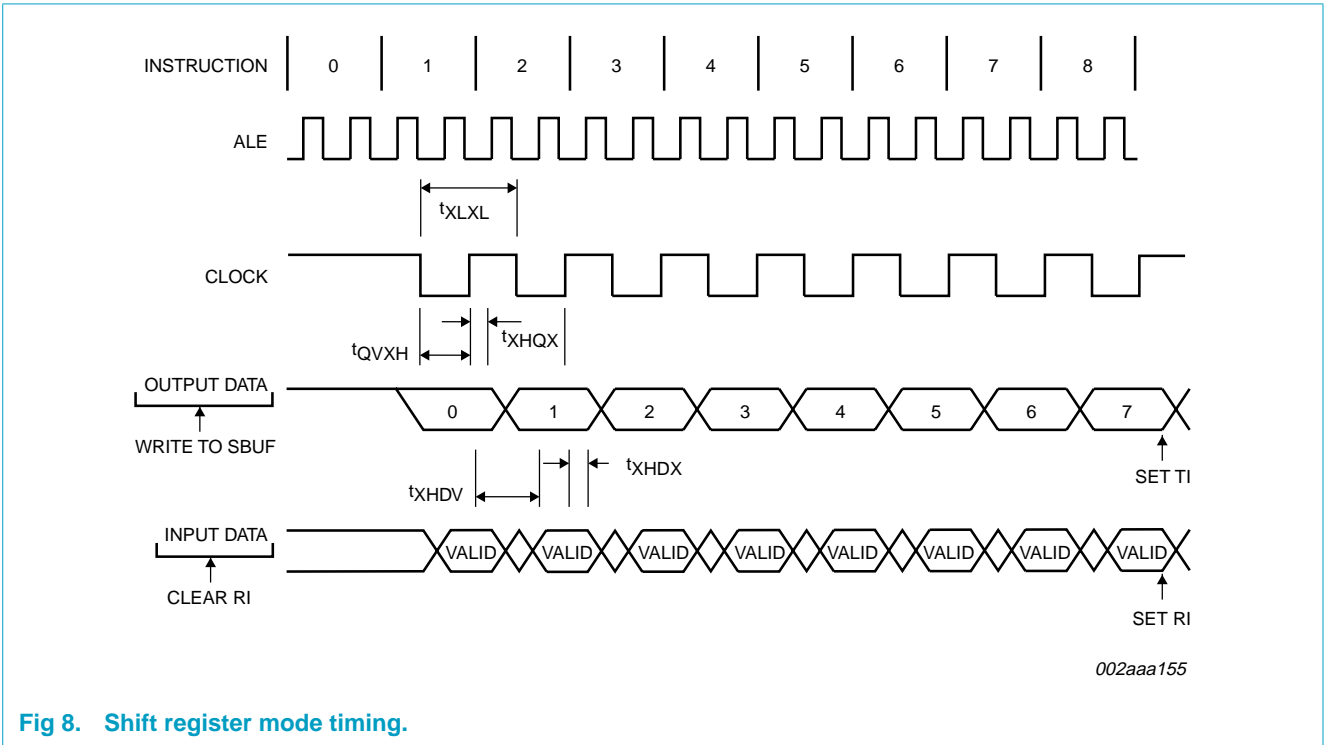 INSTRUCTION 0 1 2 3 4 5 6 7 8
ALE
tXLXL
CLOCK
tQVXH tXHQX
OUTPUT DATA 0 1 2 3 4 5 6 7
WRITE TO SBUF
SET TI
tXHDV tXHDX
INPUT DATA VALID VALID VALID VALID VALID VALID VALID VALID
CLEAR RI
SET RI
002aaa155
Fig 8. Shift register mode timing.